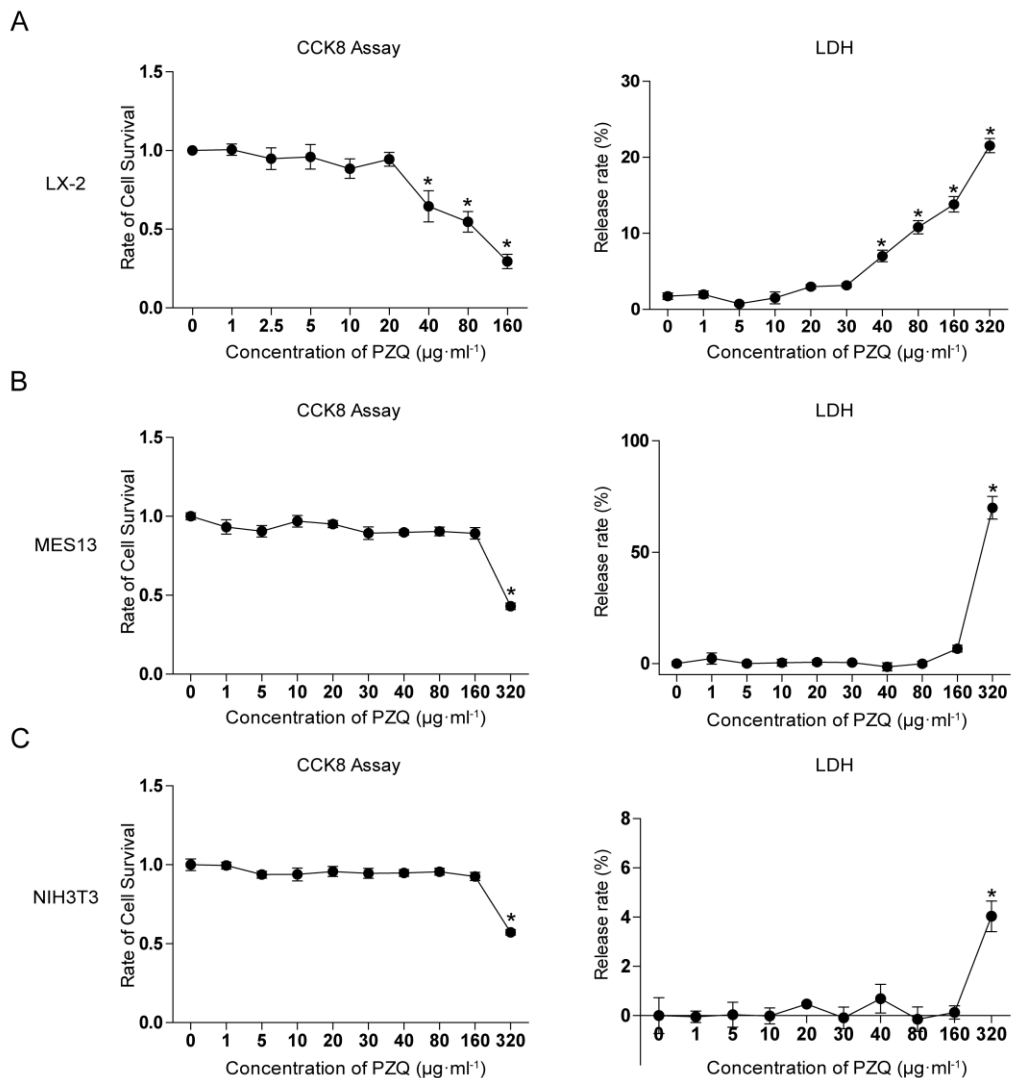 A
CCK8 Assay
LX-2
Rate of Cell Survival
1.5
1.0
0.5
0.0
*
*
*
0 1 2.5 5 10 20 40 80 160
Concentration of PZQ (µg·ml⁻¹)
LDH
Release rate (%)
30
20
10
0
*
*
*
*
0 1 5 10 20 30 40 80 160 320
Concentration of PZQ (µg·ml⁻¹)
B
CCK8 Assay
MES13
Rate of Cell Survival
1.5
1.0
0.5
0.0
*
0 1 5 10 20 30 40 80 160 320
Concentration of PZQ (µg·ml⁻¹)
LDH
Release rate (%)
100
50
0
*
0 1 5 10 20 30 40 80 160 320
Concentration of PZQ (µg·ml⁻¹)
C
CCK8 Assay
NIH3T3
Rate of Cell Survival
1.5
1.0
0.5
0.0
*
0 1 5 10 20 30 40 80 160 320
Concentration of PZQ (µg·ml⁻¹)
LDH
Release rate (%)
8
6
4
2
0
*
0 1 5 10 20 30 40 80 160 320
Concentration of PZQ (µg·ml⁻¹)